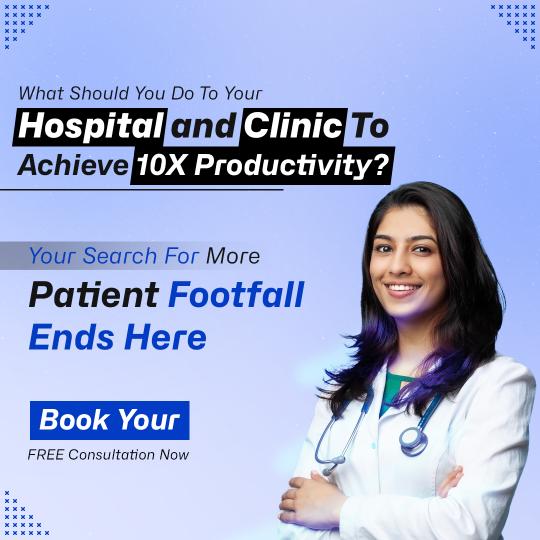 What Should You Do To Your
Hospital and Clinic To
Achieve 10X Productivity?
Your Search For More
Patient Footfall
Ends Here
Book Your
FREE Consultation Now